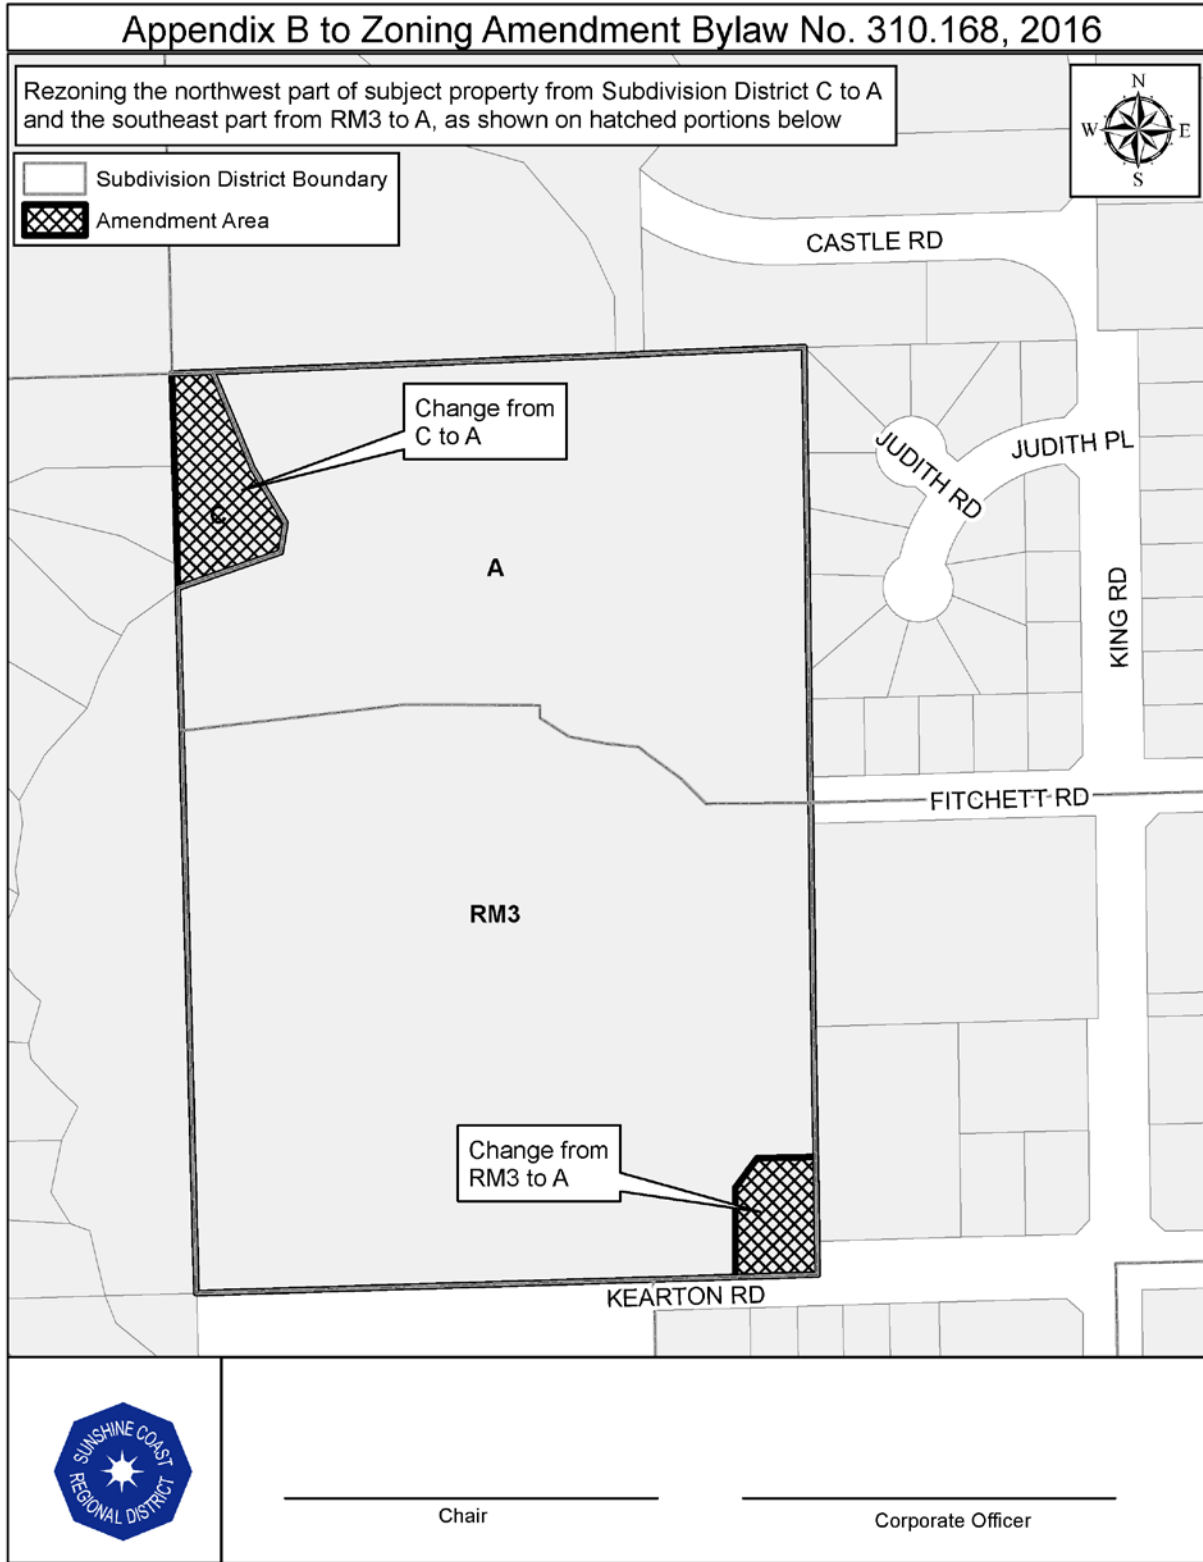 Appendix B to Zoning Amendment Bylaw No. 310.168, 2016
Rezoning the northwest part of subject property from Subdivision District C to A
and the southeast part from RM3 to A, as shown on hatched portions below
N
W E
S
Subdivision District Boundary
Amendment Area
CASTLE RD
Change from
C to A
JUDITH RD
JUDITH PL
C
A
KING RD
FITCHETT RD
RM3
Change from
RM3 to A
KEARTON RD
SUNSHINE COAST
REGIONAL DISTRICT
Chair
Corporate Officer